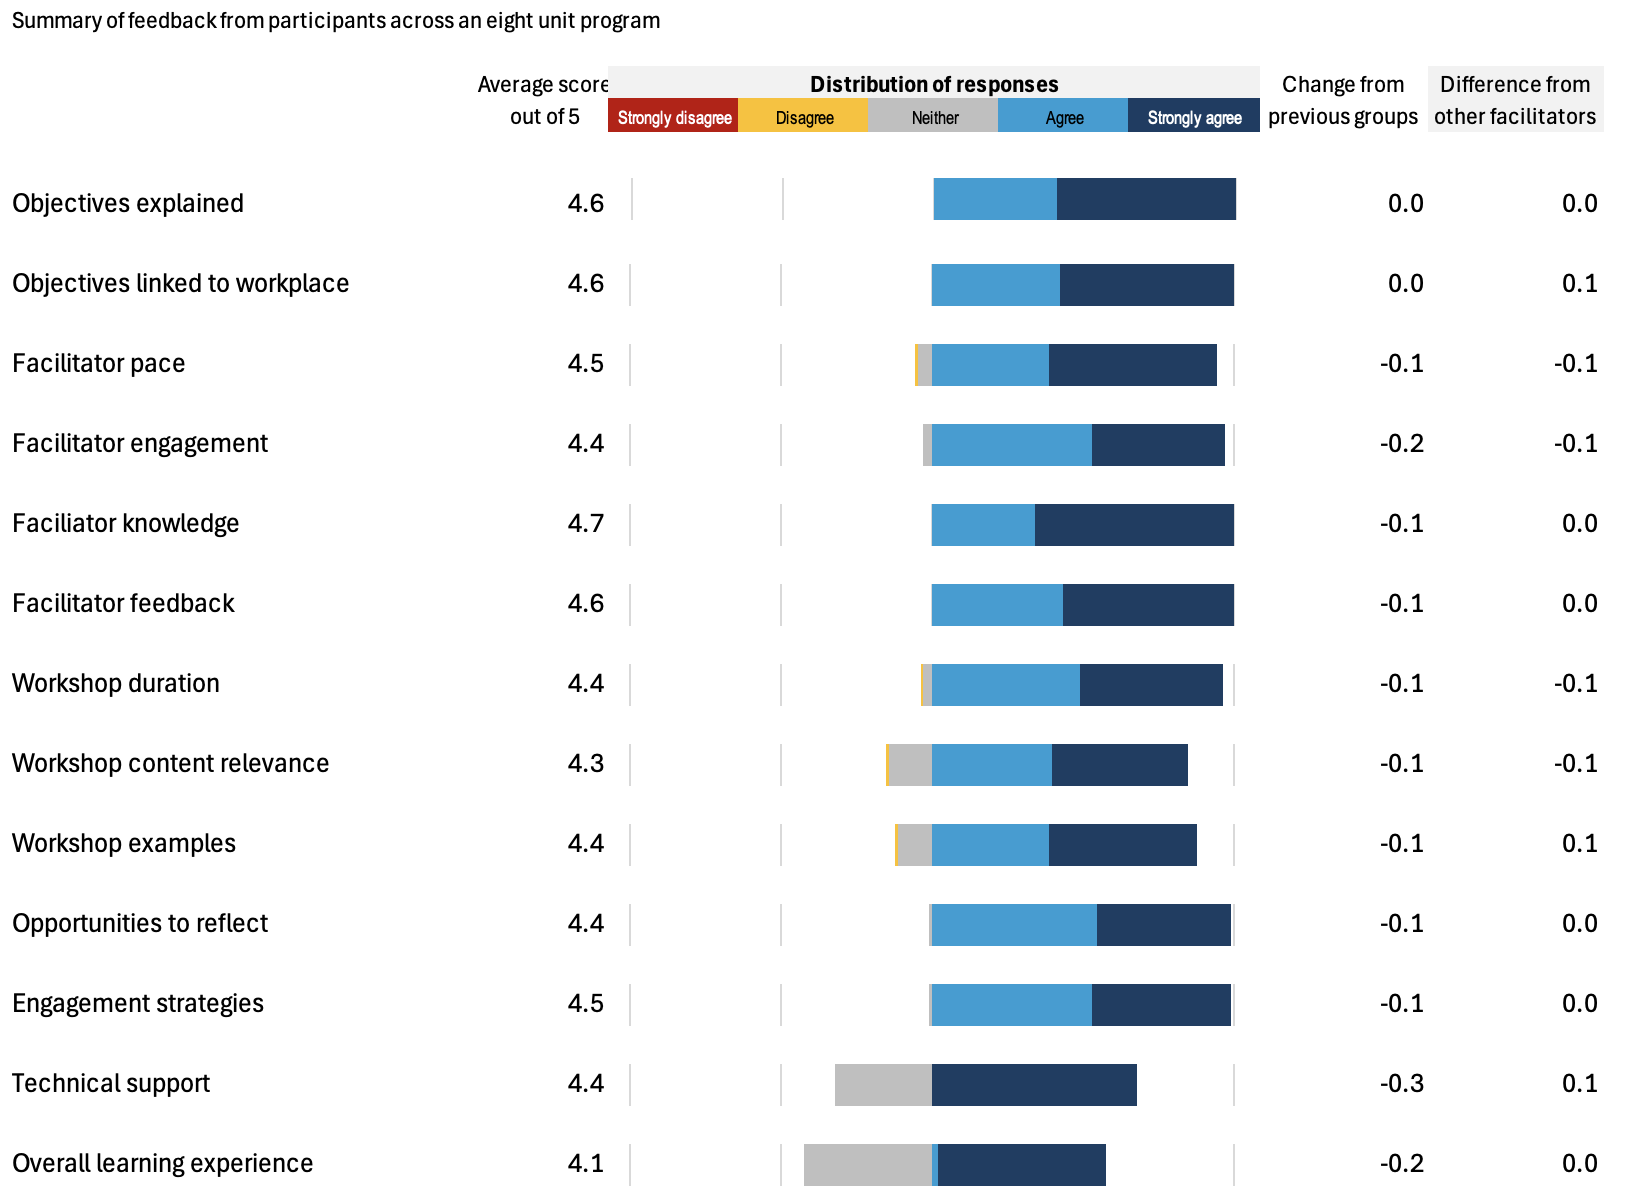 Summary of feedback from participants across an eight unit program
Average score Distribution of responses Change from Difference from
out of 5 Strongly disagree Disagree Neither Agree Strongly agree previous groups other facilitators
Objectives explained 4.6 0.0 0.0
Objectives linked to workplace 4.6 0.0 0.1
Facilitator pace 4.5 -0.1 -0.1
Facilitator engagement 4.4 -0.2 -0.1
Faciliator knowledge 4.7 -0.1 0.0
Facilitator feedback 4.6 -0.1 0.0
Workshop duration 4.4 -0.1 -0.1
Workshop content relevance 4.3 -0.1 -0.1
Workshop examples 4.4 -0.1 0.1
Opportunities to reflect 4.4 -0.1 0.0
Engagement strategies 4.5 -0.1 0.0
Technical support 4.4 -0.3 0.1
Overall learning experience 4.1 -0.2 0.0